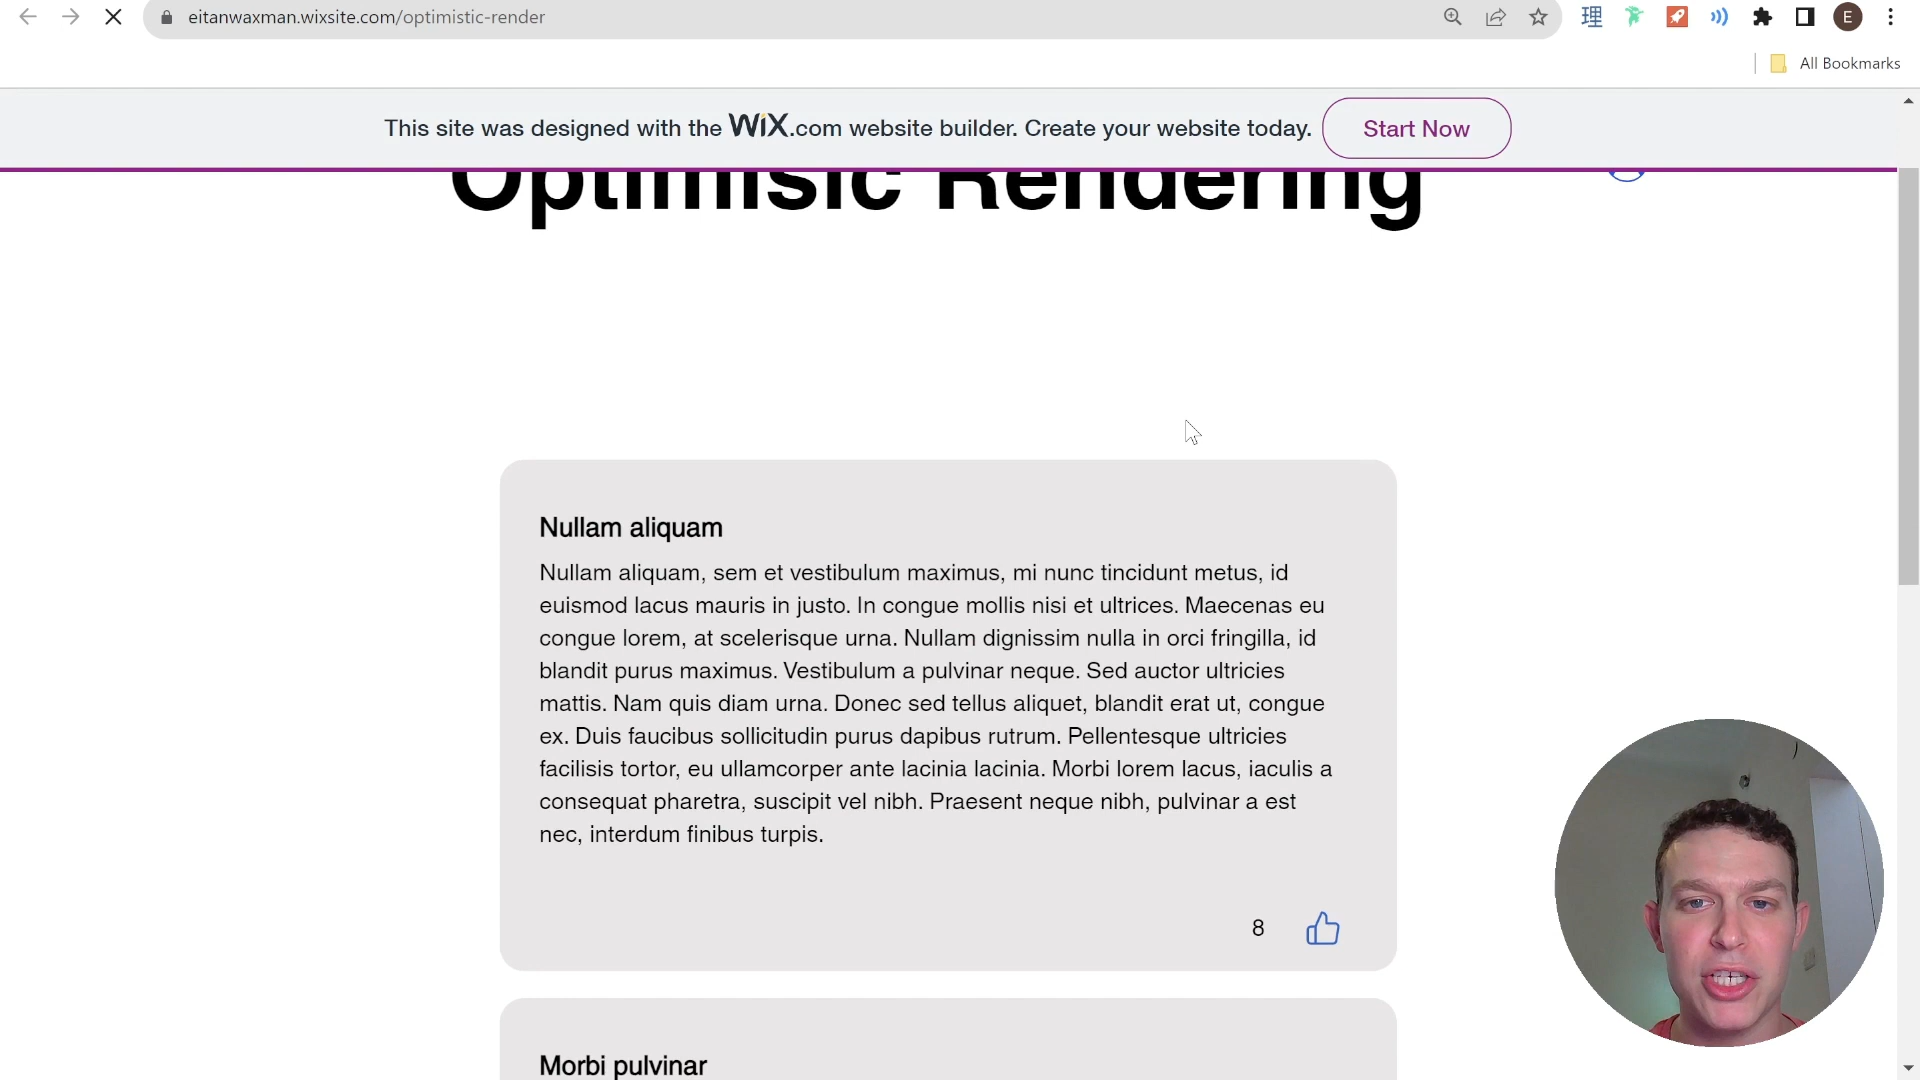 eitanwaxman.wixsite.com/optimistic-render
理
E
All Bookmarks
This site was designed with the WiX.com website builder. Create your website today.
Start Now
Optimisic Rendering
Nullam aliquam
Nullam aliquam, sem et vestibulum maximus, mi nunc tincidunt metus, id
euismod lacus mauris in justo. In congue mollis nisi et ultrices. Maecenas eu
congue lorem, at scelerisque urna. Nullam dignissim nulla in orci fringilla, id
blandit purus maximus. Vestibulum a pulvinar neque. Sed auctor ultricies
mattis. Nam quis diam urna. Donec sed tellus aliquet, blandit erat ut, congue
ex. Duis faucibus sollicitudin purus dapibus rutrum. Pellentesque ultricies
facilisis tortor, eu ullamcorper ante lacinia lacinia. Morbi lorem lacus, iaculis a
consequat pharetra, suscipit vel nibh. Praesent neque nibh, pulvinar a est
nec, interdum finibus turpis.
8
Morbi pulvinar